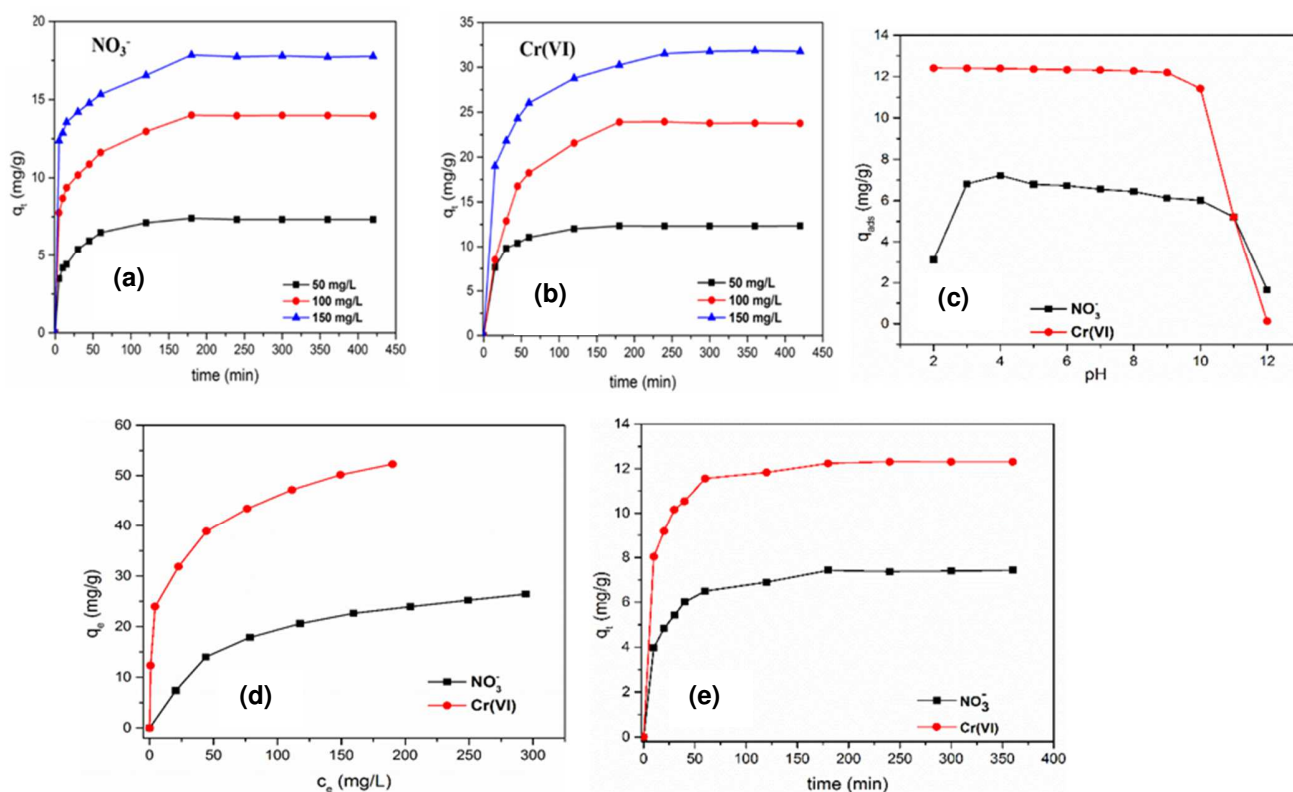 20
15
10
5
0
q_t (mg/g)
NO₃⁻
(a)
50 mg/L
100 mg/L
150 mg/L
0 50 100 150 200 250 300 350 400 450
time (min)
35
30
25
20
15
10
5
0
q_t (mg/g)
Cr(VI)
(b)
50 mg/L
100 mg/L
150 mg/L
0 50 100 150 200 250 300 350 400 450
time (min)
14
12
10
8
6
4
2
0
q_ads (mg/g)
(c)
NO₃⁻
Cr(VI)
2 4 6 8 10 12
pH
60
50
40
30
20
10
0
q_e (mg/g)
(d)
NO₃⁻
Cr(VI)
0 50 100 150 200 250 300
c_e (mg/L)
14
12
10
8
6
4
2
0
q_t (mg/g)
(e)
NO₃⁻
Cr(VI)
0 50 100 150 200 250 300 350 400
time (min)